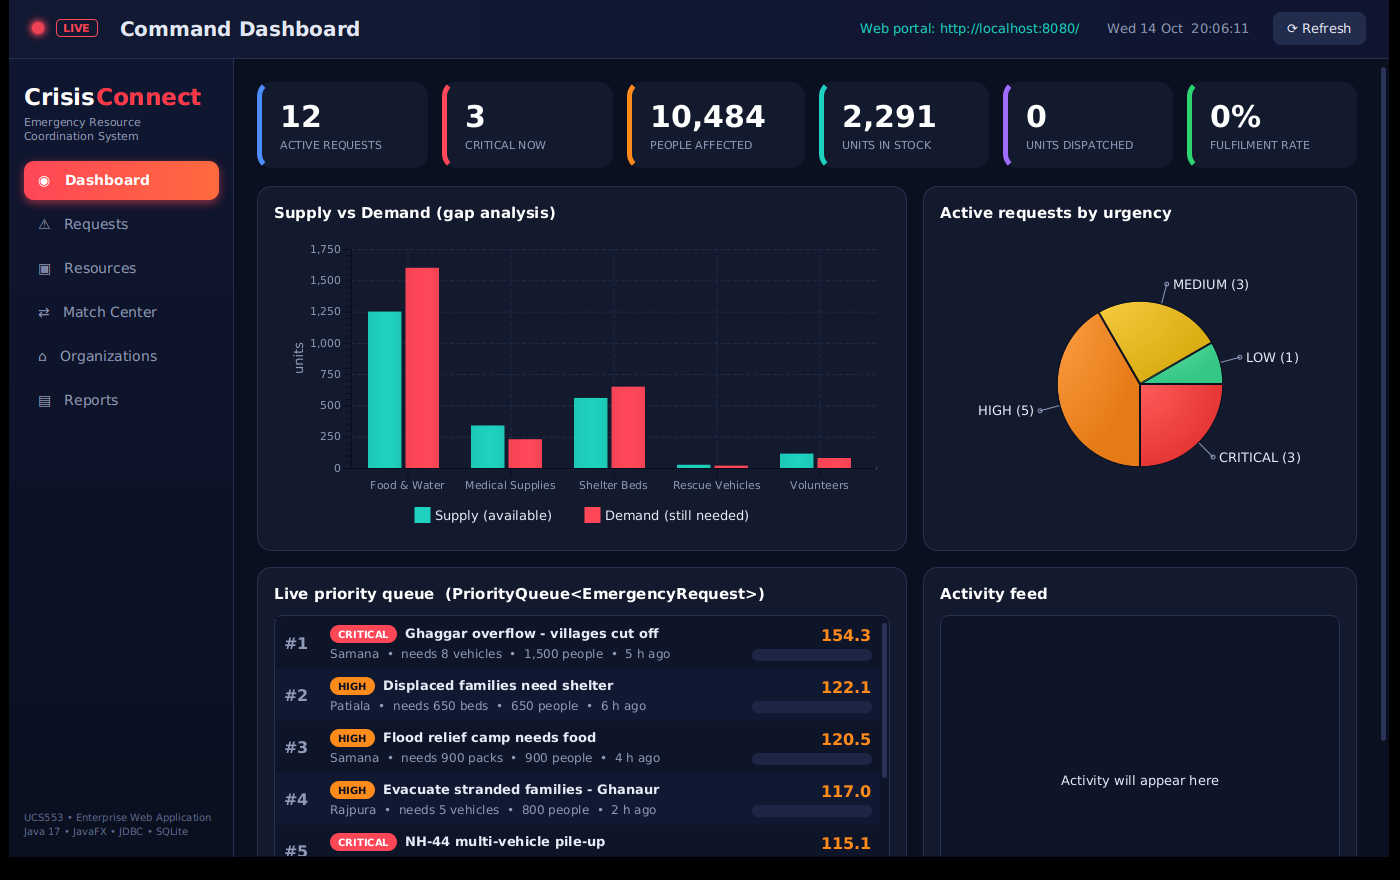 LIVE
Command Dashboard
Web portal: http://localhost:8080/
Wed 14 Oct 20:06:11
⟳ Refresh
CrisisConnect
Emergency Resource
Coordination System
◉ Dashboard
⚠ Requests
▣ Resources
⇄ Match Center
⌂ Organizations
▤ Reports
UCS553 • Enterprise Web Application
Java 17 • JavaFX • JDBC • SQLite
12
ACTIVE REQUESTS
3
CRITICAL NOW
10,484
PEOPLE AFFECTED
2,291
UNITS IN STOCK
0
UNITS DISPATCHED
0%
FULFILMENT RATE
Supply vs Demand (gap analysis)
units
1,750
1,500
1,250
1,000
750
500
250
0
Food & Water
Medical Supplies
Shelter Beds
Rescue Vehicles
Volunteers
Supply (available)
Demand (still needed)
Active requests by urgency
MEDIUM (3)
LOW (1)
HIGH (5)
CRITICAL (3)
Live priority queue (PriorityQueue<EmergencyRequest>)
#1
CRITICAL Ghaggar overflow - villages cut off
154.3
Samana • needs 8 vehicles • 1,500 people • 5 h ago
#2
HIGH Displaced families need shelter
122.1
Patiala • needs 650 beds • 650 people • 6 h ago
#3
HIGH Flood relief camp needs food
120.5
Samana • needs 900 packs • 900 people • 4 h ago
#4
HIGH Evacuate stranded families - Ghanaur
117.0
Rajpura • needs 5 vehicles • 800 people • 2 h ago
#5
CRITICAL NH-44 multi-vehicle pile-up
115.1
Activity feed
Activity will appear here